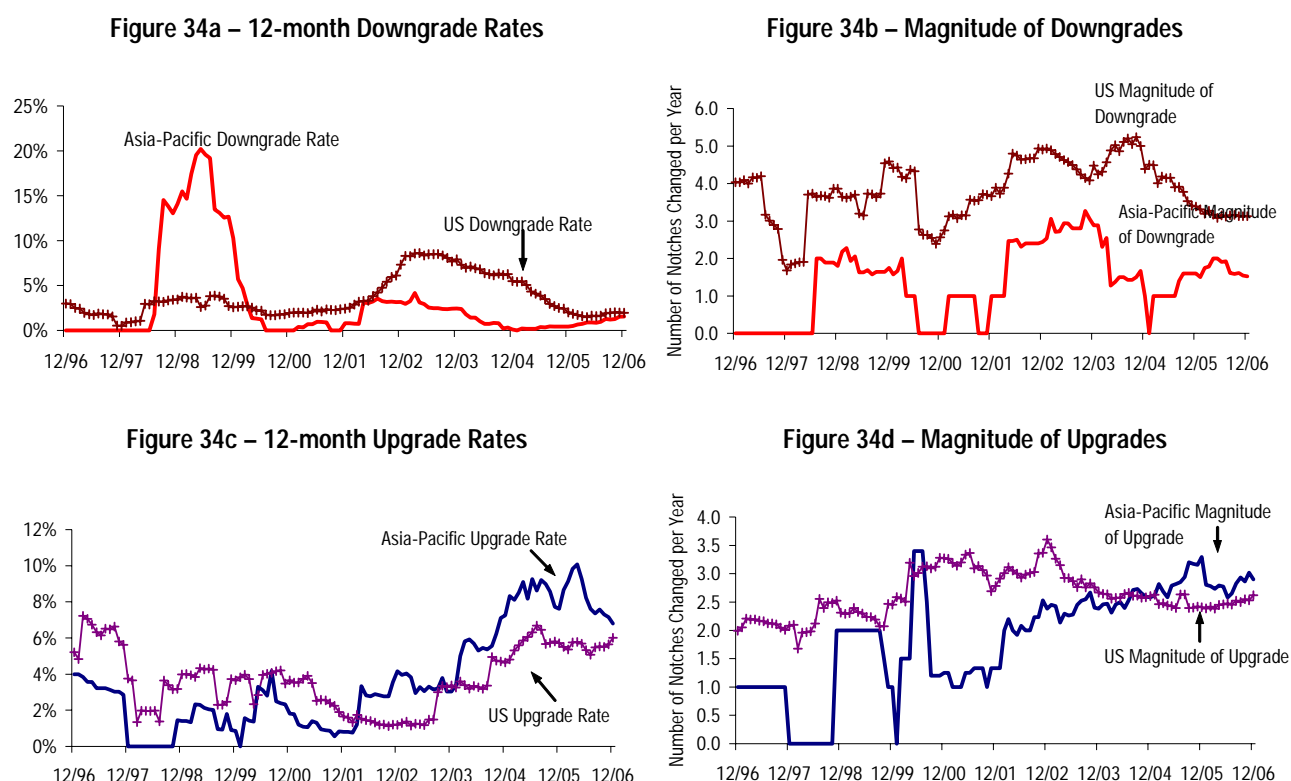 Figure 34a – 12-month Downgrade Rates
25%
20%
15%
10%
5%
0%
Asia-Pacific Downgrade Rate
US Downgrade Rate
12/96 12/97 12/98 12/99 12/00 12/01 12/02 12/03 12/04 12/05 12/06
Figure 34b – Magnitude of Downgrades
Number of Notches Changed per Year
6.0
5.0
4.0
3.0
2.0
1.0
0.0
US Magnitude of
Downgrade
Asia-Pacific Magnitude
of Downgrade
12/96 12/97 12/98 12/99 12/00 12/01 12/02 12/03 12/04 12/05 12/06
Figure 34c – 12-month Upgrade Rates
12%
10%
8%
6%
4%
2%
0%
Asia-Pacific Upgrade Rate
US Upgrade Rate
12/96 12/97 12/98 12/99 12/00 12/01 12/02 12/03 12/04 12/05 12/06
Figure 34d – Magnitude of Upgrades
Number of Notches Changed per Year
4.0
3.5
3.0
2.5
2.0
1.5
1.0
0.5
0.0
Asia-Pacific Magnitude
of Upgrade
US Magnitude of Upgrade
12/96 12/97 12/98 12/99 12/00 12/01 12/02 12/03 12/04 12/05 12/06